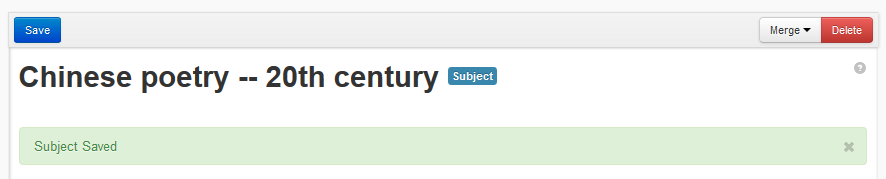 Save Merge Delete
Chinese poetry -- 20th century Subject ?
Subject Saved ×